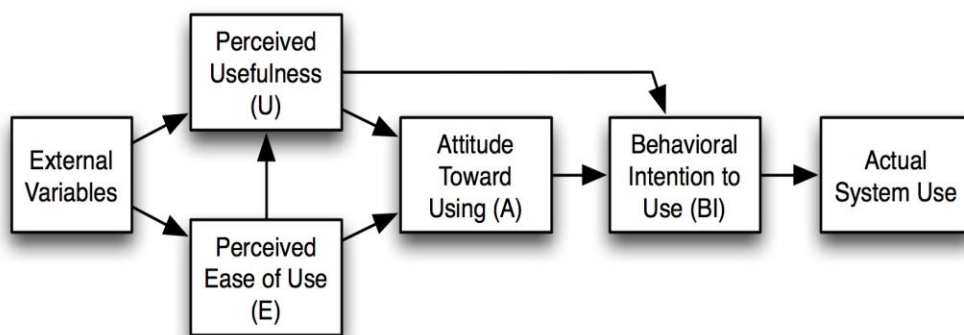 Perceived
Usefulness
(U)
External
Variables
Perceived
Ease of Use
(E)
Attitude
Toward
Using (A)
Behavioral
Intention to
Use (BI)
Actual
System Use